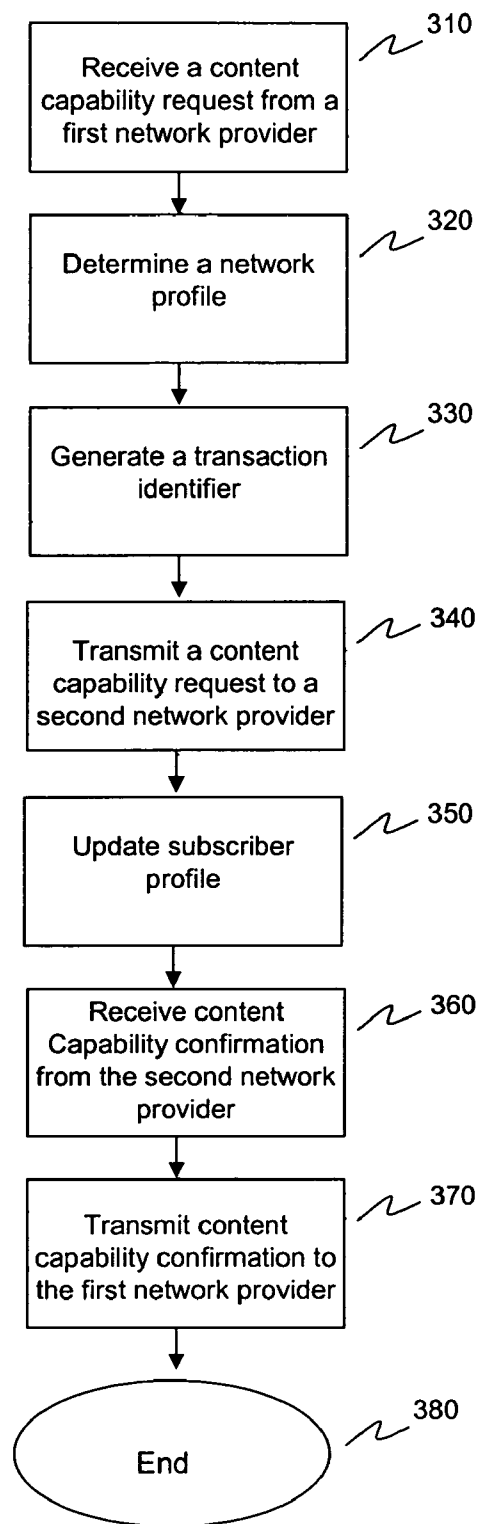 310
Receive a content
capability request from a
first network provider
320
Determine a network
profile
330
Generate a transaction
identifier
340
Transmit a content
capability request to a
second network provider
350
Update subscriber
profile
360
Receive content
Capability confirmation
from the second network
provider
370
Transmit content
capability confirmation to
the first network provider
380
End